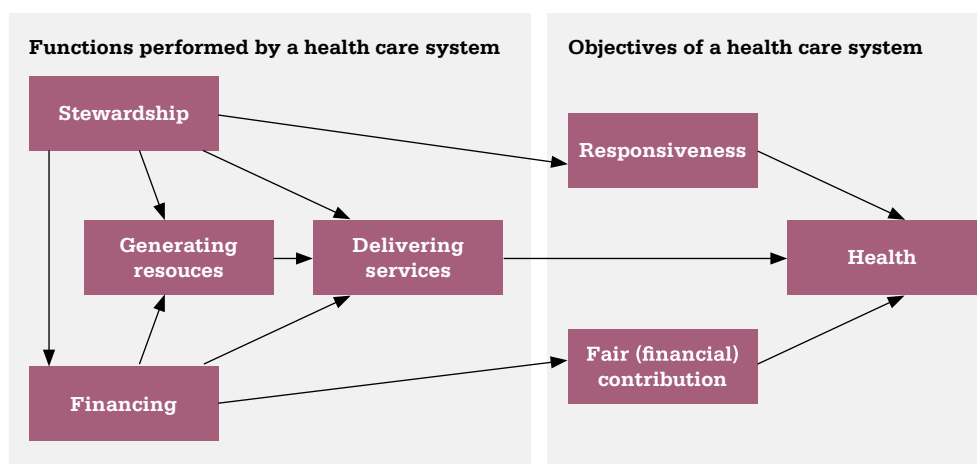 Functions performed by a health care system
Objectives of a health care system
Stewardship
Responsiveness
Generating
resouces
Delivering
services
Health
Fair (financial)
contribution
Financing